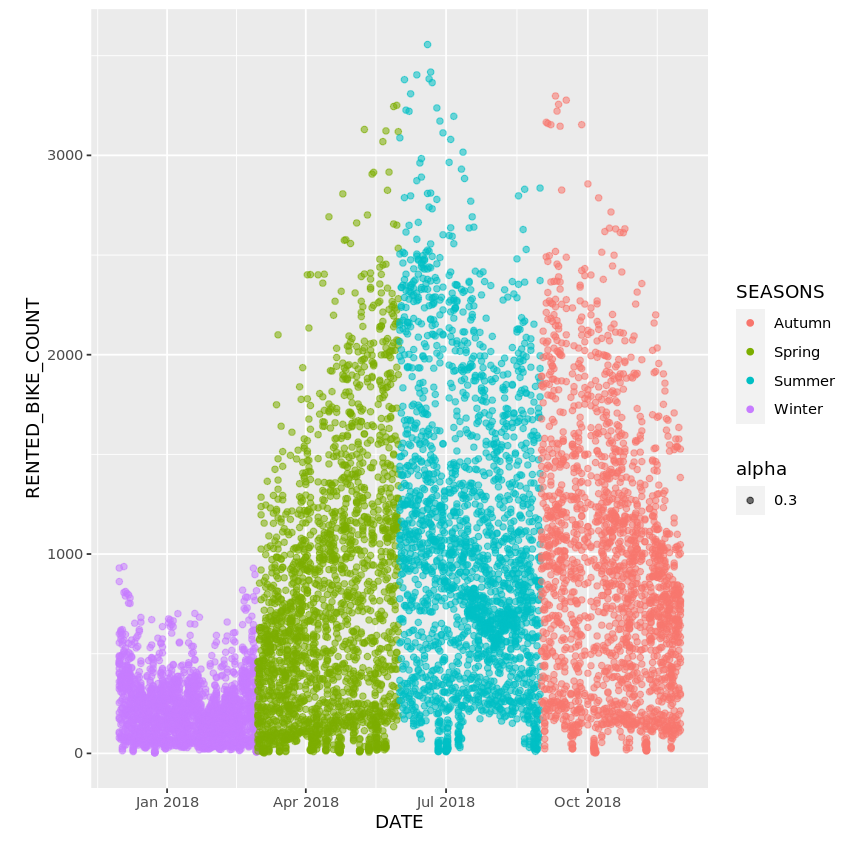 RENTED_BIKE_COUNT
3000
2000
1000
0
Jan 2018
Apr 2018
Jul 2018
Oct 2018
DATE
SEASONS
Autumn
Spring
Summer
Winter
alpha
0.3